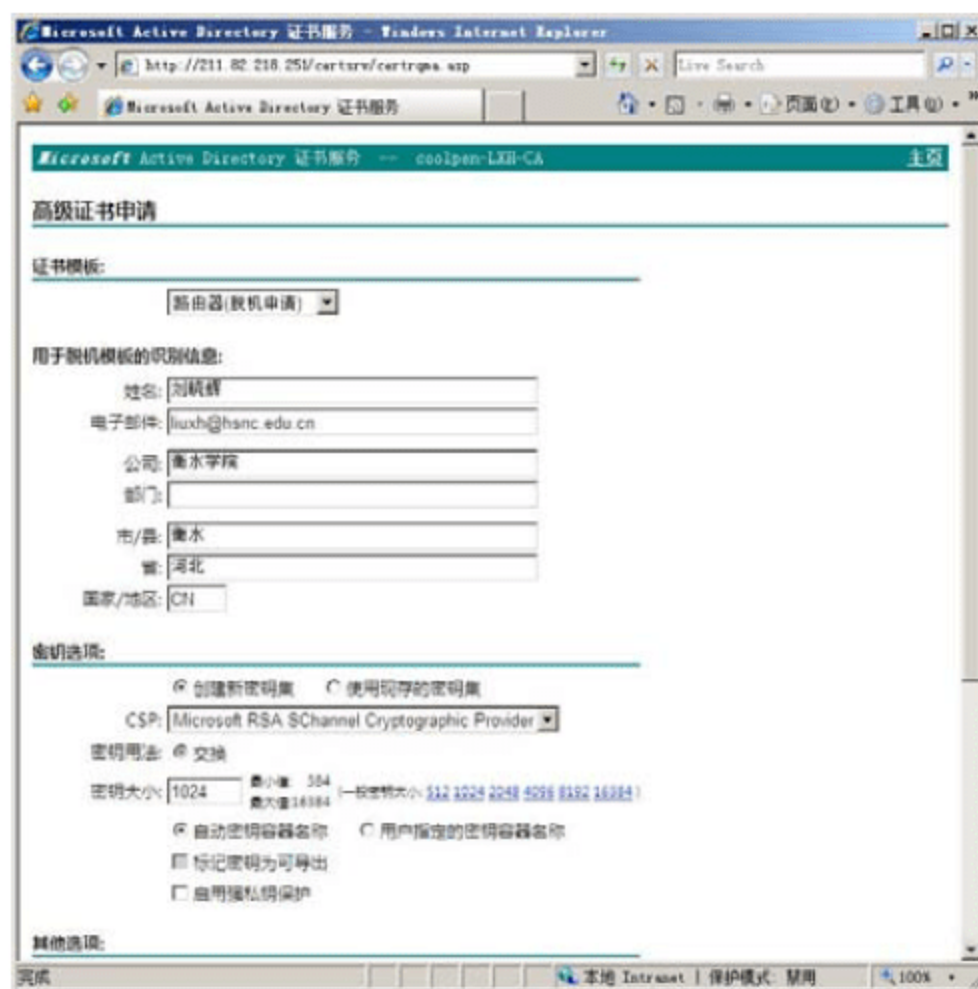 Microsoft Active Directory 证书服务 - Windows Internet Explorer
http://211.82.218.251/certsrv/certrqma.asp
Live Search
Microsoft Active Directory 证书服务
页面(P) 工具(O)
Microsoft Active Directory 证书服务 -- coolpen-LXH-CA 主页
高级证书申请
证书模板:
路由器(脱机申请)
用于脱机模板的识别信息:
姓名: 刘晓辉
电子邮件: liuxh@hsnc.edu.cn
公司: 衡水学院
部门:
市/县: 衡水
省: 河北
国家/地区: CN
密钥选项:
创建新密钥集 使用现存的密钥集
CSP: Microsoft RSA SChannel Cryptographic Provider
密钥用法: 交换
密钥大小: 1024 最小值: 384 (一般密钥大小: 512 1024 2048 4096 8192 16384)
最大值:16384
自动密钥容器名称 用户指定的密钥容器名称
标记密钥为可导出
启用强私钥保护
其他选项:
完成 本地 Intranet | 保护模式: 禁用 100%